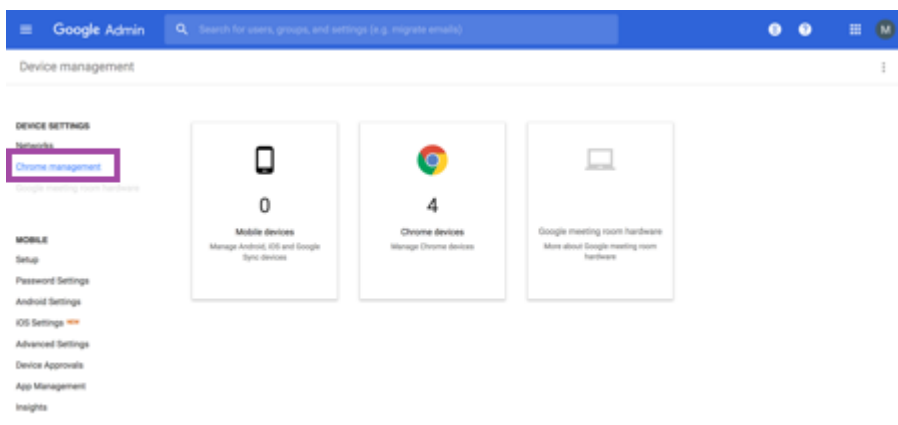 Google Admin
Search for users, groups, and settings (e.g. migrate emails)
M
Device management
DEVICE SETTINGS
Networks
Chrome management
Google meeting room hardware
MOBILE
Setup
Password Settings
Android Settings
iOS Settings NEW
Advanced Settings
Device Approvals
App Management
Insights
0
Mobile devices
Manage Android, iOS and Google
Sync devices
4
Chrome devices
Manage Chrome devices
Google meeting room hardware
More about Google meeting room
hardware